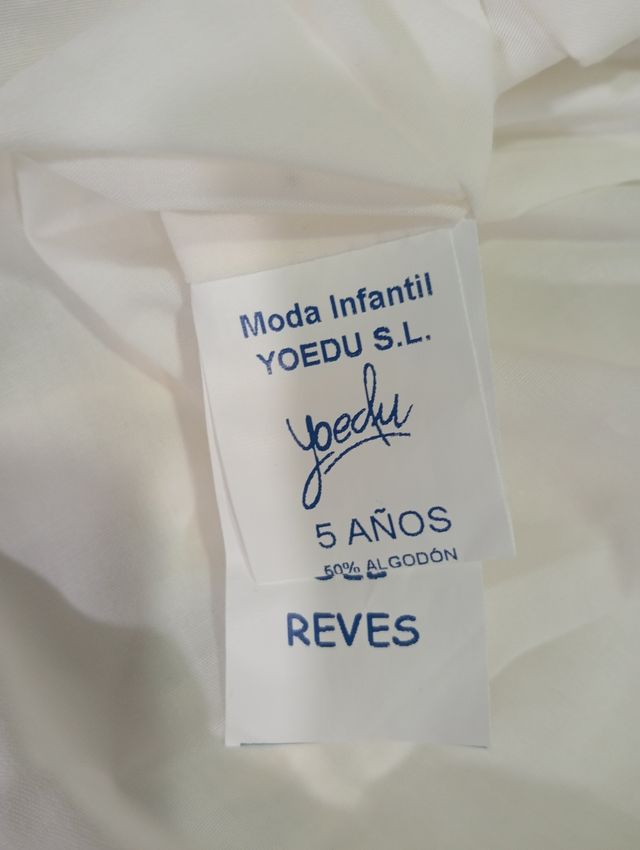 Moda Infantil
YOEDU S.L.
yoedu
5 AÑOS
50% ALGODÓN
REVES